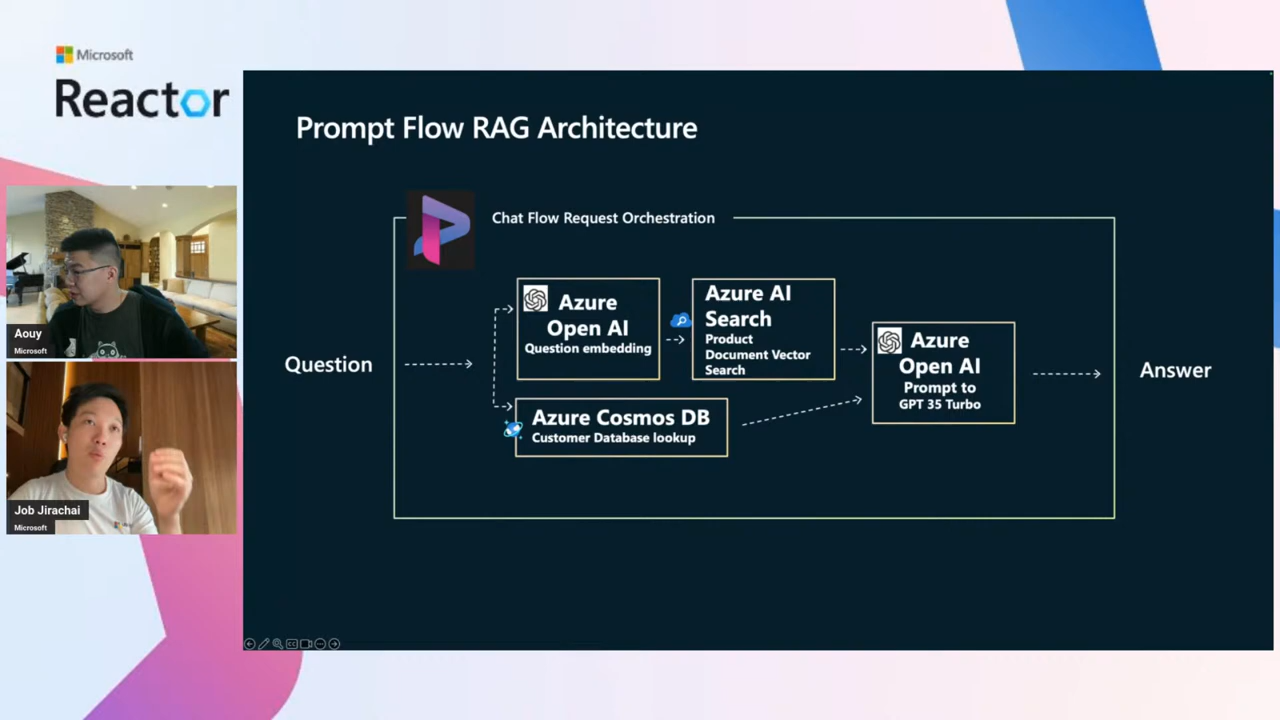 Microsoft
Reactor
Prompt Flow RAG Architecture
Chat Flow Request Orchestration
Question
Azure
Open AI
Question embedding
Azure AI
Search
Product
Document Vector
Search
Azure Cosmos DB
Customer Database lookup
Azure
Open AI
Prompt to
GPT 35 Turbo
Answer
Aouy
Microsoft
Job Jirachai
Microsoft